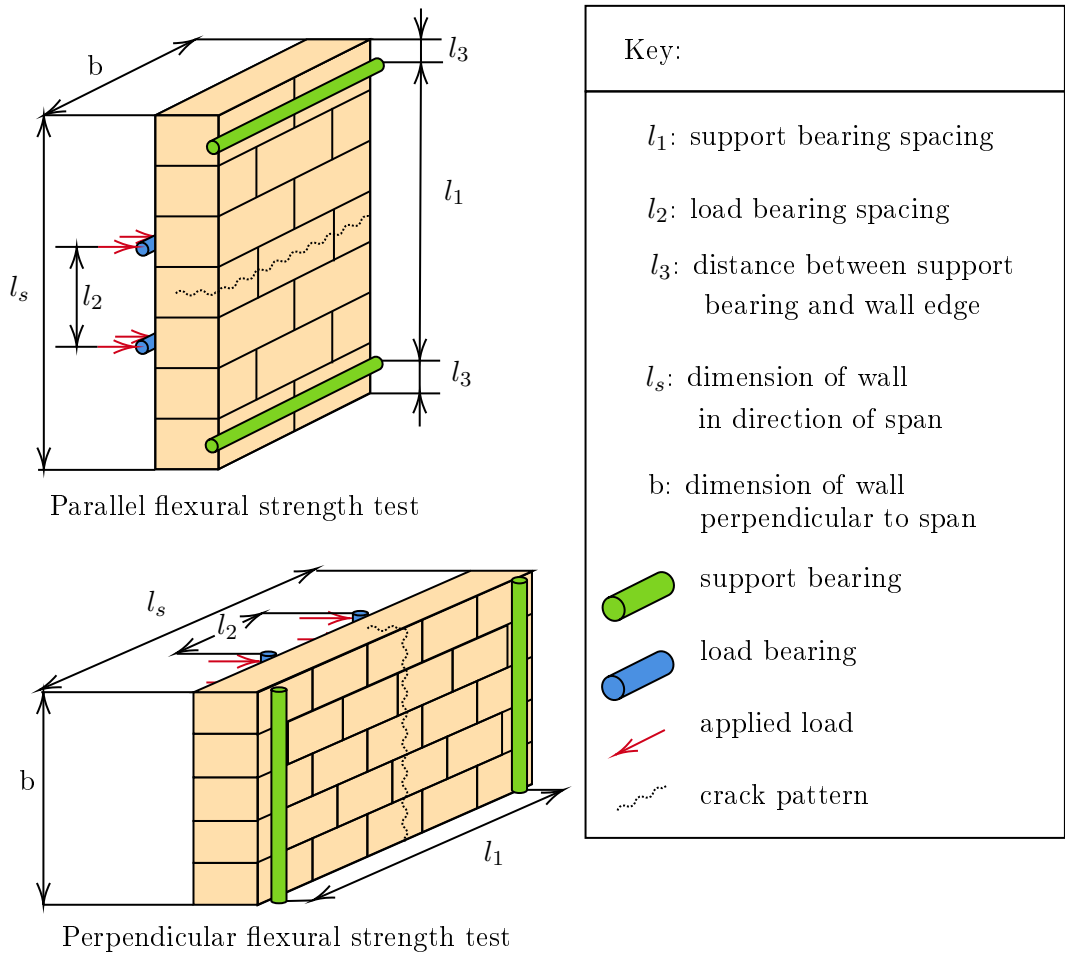 b
l3
l1
ls
l2
l3
Parallel flexural strength test
ls
l2
b
l1
Perpendicular flexural strength test
Key:
l1: support bearing spacing
l2: load bearing spacing
l3: distance between support
bearing and wall edge
ls: dimension of wall
in direction of span
b: dimension of wall
perpendicular to span
support bearing
load bearing
applied load
crack pattern